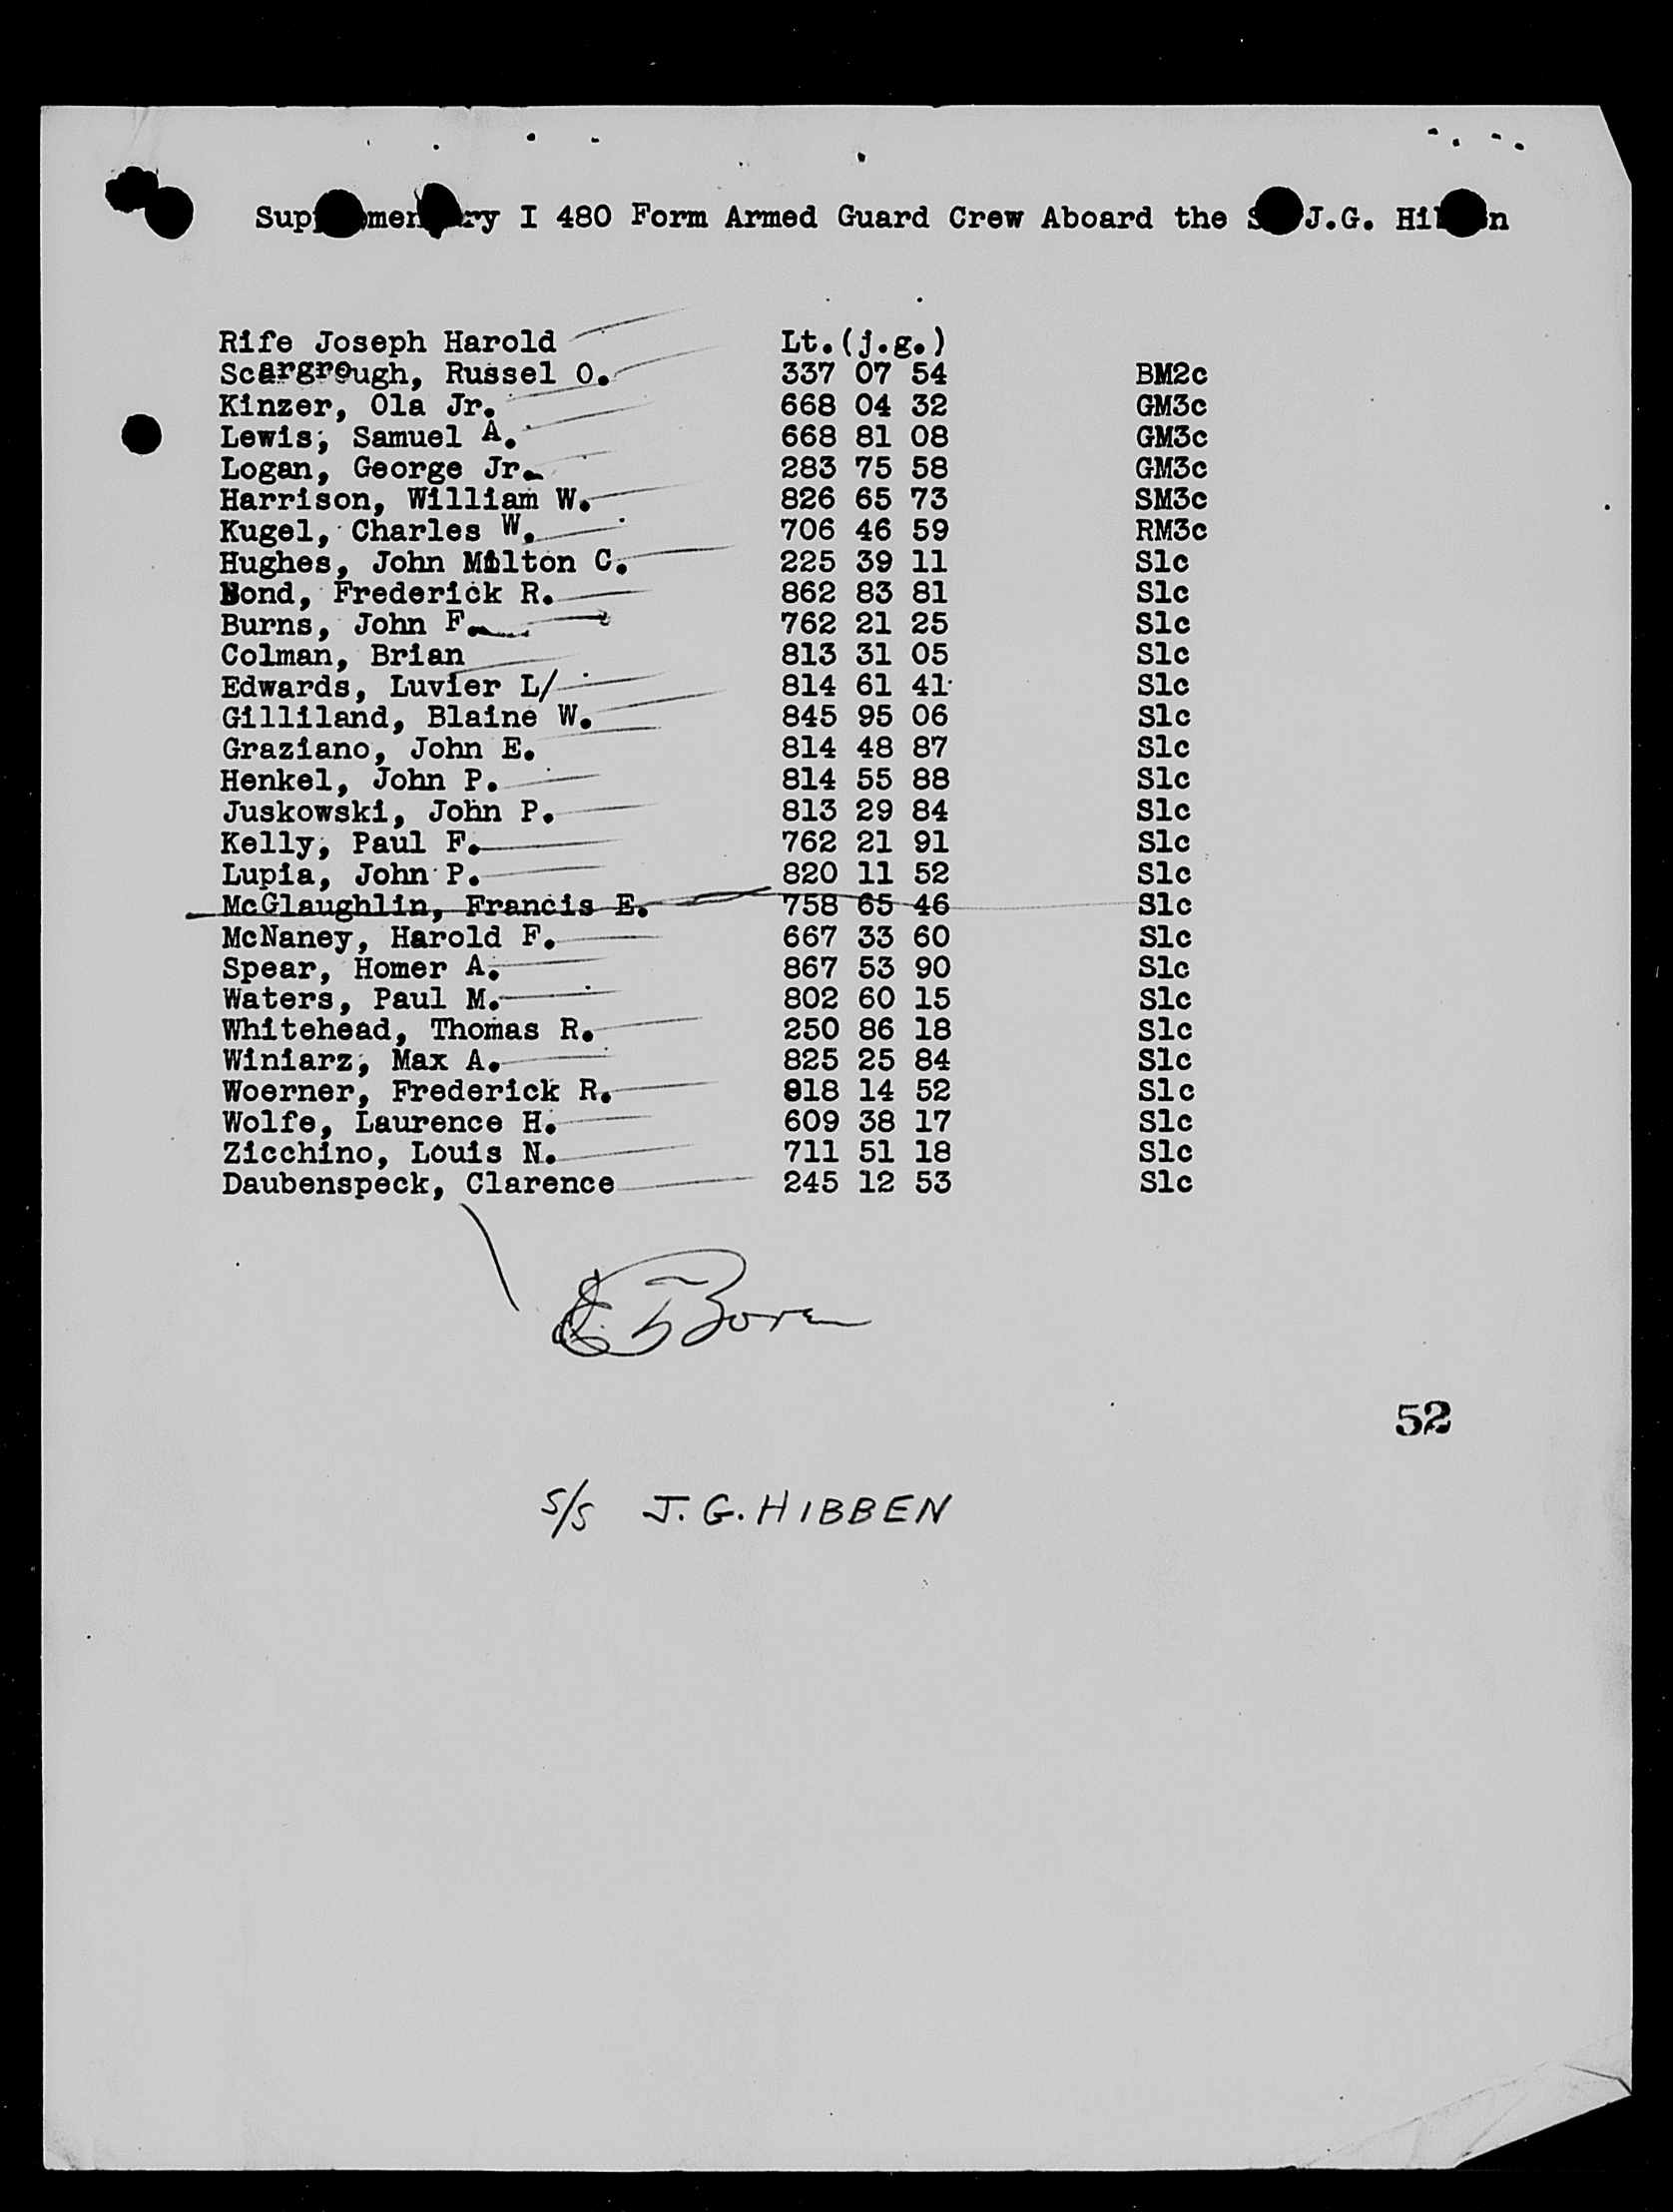 I 480 Form Armed Guard Crew Aboard the J.G.
Rife Joseph Harold Lt.(j.g.)
Scargrough, Russel O. 337 07 54 BM2c
Kinzer, Ola Jr. 668 04 32 GM3c
Lewis, Samuel A. 668 81 08 GM3c
Logan, George Jr. 283 75 58 GM3c
Harrison, William W. 826 65 73 SM3c
Kugel, Charles W. 706 46 59 RM3c
Hughes, John Milton C. 225 39 11 S1c
Bond, Frederick R. 862 83 81 S1c
Burns, John F. 762 21 25 S1c
Colman, Brian 813 31 05 S1c
Edwards, Luvier L/ 814 61 41 S1c
Gilliland, Blaine W. 845 95 06 S1c
Graziano, John E. 814 48 87 S1c
Henkel, John P. 814 55 88 S1c
Juskowski, John P. 813 29 84 S1c
Kelly, Paul F. 762 21 91 S1c
Lupia, John P. 820 11 52 S1c
McGlaughlin, Francis E. 758 65 46 S1c
McNaney, Harold F. 667 33 60 S1c
Spear, Homer A. 867 53 90 S1c
Waters, Paul M. 802 60 15 S1c
Whitehead, Thomas R. 250 86 18 S1c
Winiarz, Max A. 825 25 84 S1c
Woerner, Frederick R. 818 14 52 S1c
Wolfe, Laurence H. 609 38 17 S1c
Zicchino, Louis N. 711 51 18 S1c
Daubenspeck, Clarence 245 12 53 S1c
52
S/S J. G. HIBBEN